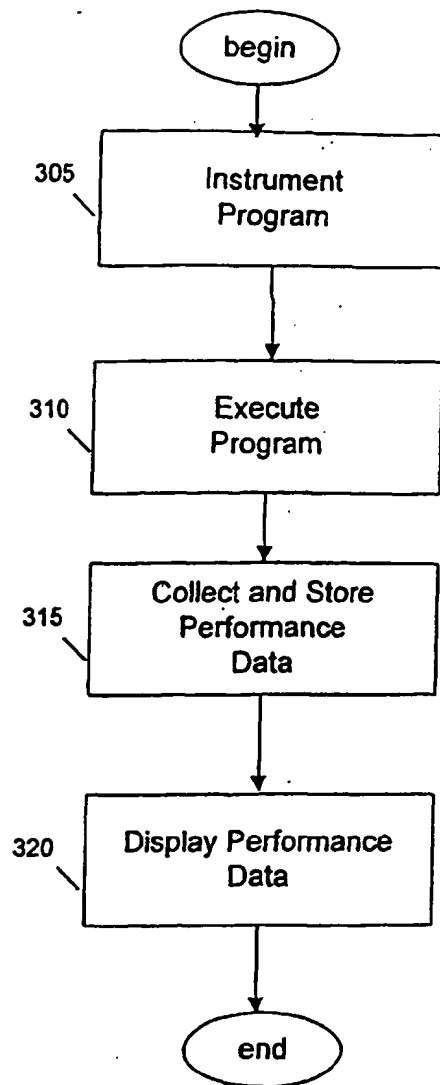 begin
305
Instrument
Program
310
Execute
Program
315
Collect and Store
Performance
Data
320
Display Performance
Data
end